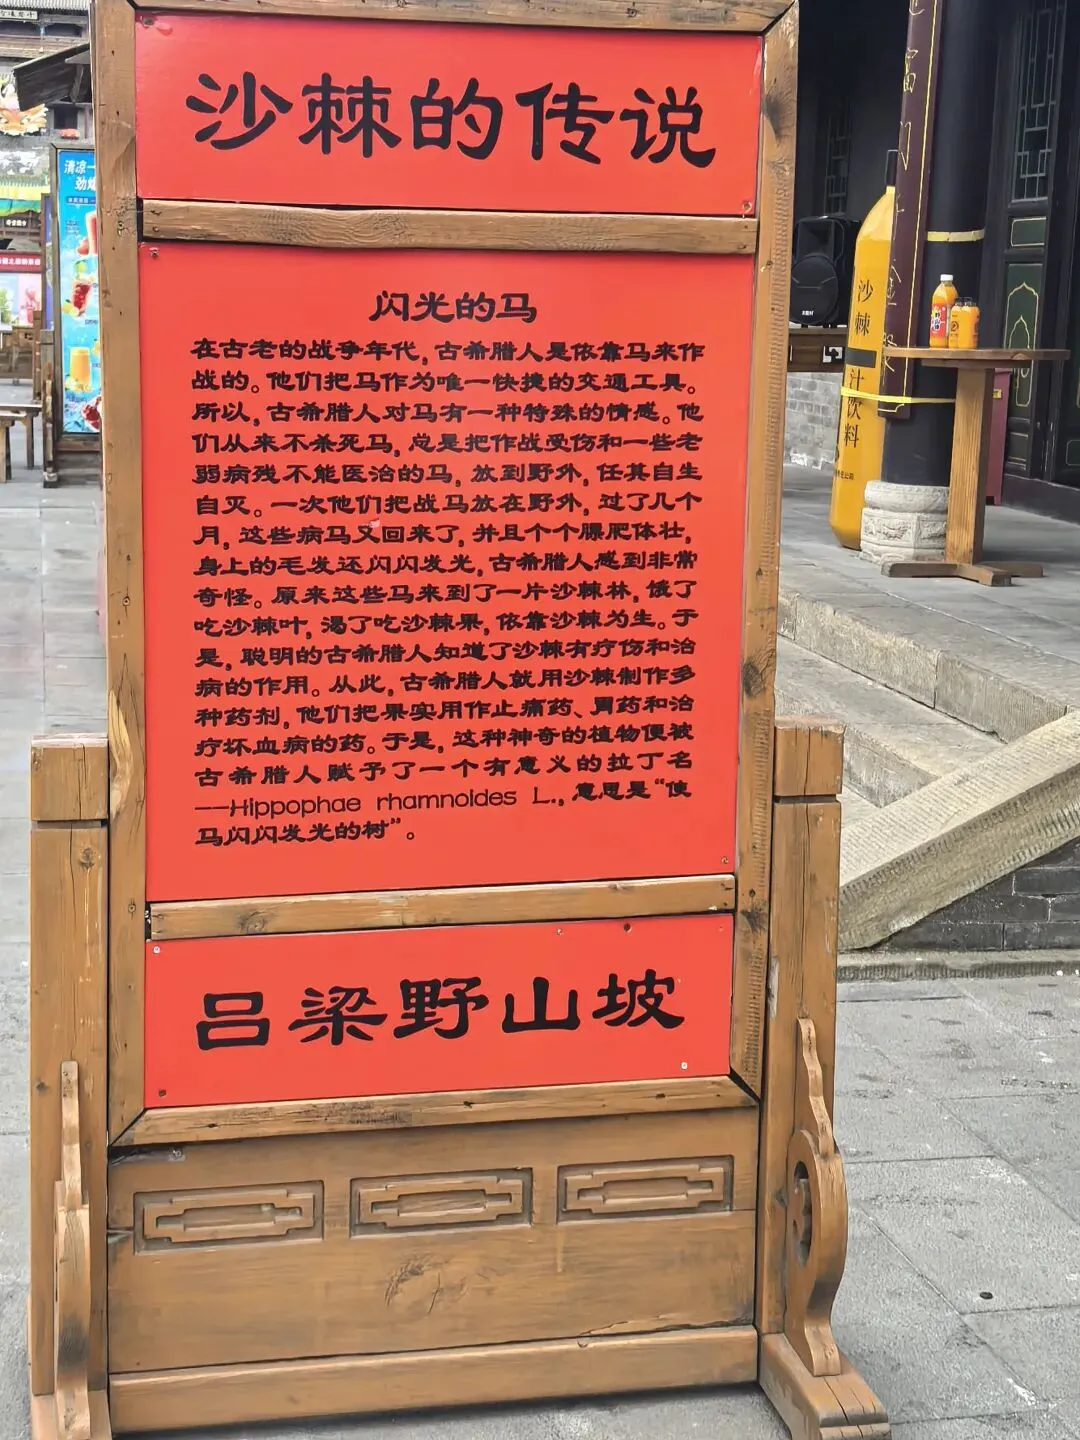 沙棘的传说
闪光的马
在古老的战争年代，古希腊人是依靠马来作
战的。他们把马作为唯一快捷的交通工具。
所以，古希腊人对马有一种特殊的情感。他
们从来不杀死马，总是把作战受伤和一些老
弱病残不能医治的马，放到野外，任其自生
自灭。一次他们把战马放在野外，过了几个
月，这些病马又回来了，并且个个膘肥体壮，
身上的毛发还闪闪发光，古希腊人感到非常
奇怪。原来这些马来到了一片沙棘林，饿了
吃沙棘叶，渴了吃沙棘果，依靠沙棘为生。于
是，聪明的古希腊人知道了沙棘有疗伤和治
病的作用。从此，古希腊人就用沙棘制作多
种药剂，他们把果实用作止痛药、胃药和治
疗坏血病的药。于是，这种神奇的植物便被
古希腊人赋予了一个有意义的拉丁名
——Hippophae rhamnoides L.，意思是“使
马闪闪发光的树”。
吕梁野山坡
清凉一
劲爽
沙棘
汁饮料